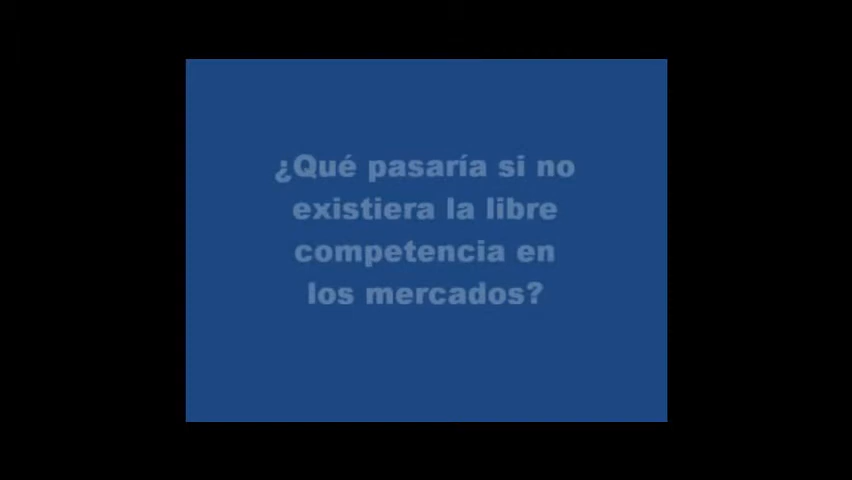 ¿Qué pasaría si no
existiera la libre
competencia en
los mercados?